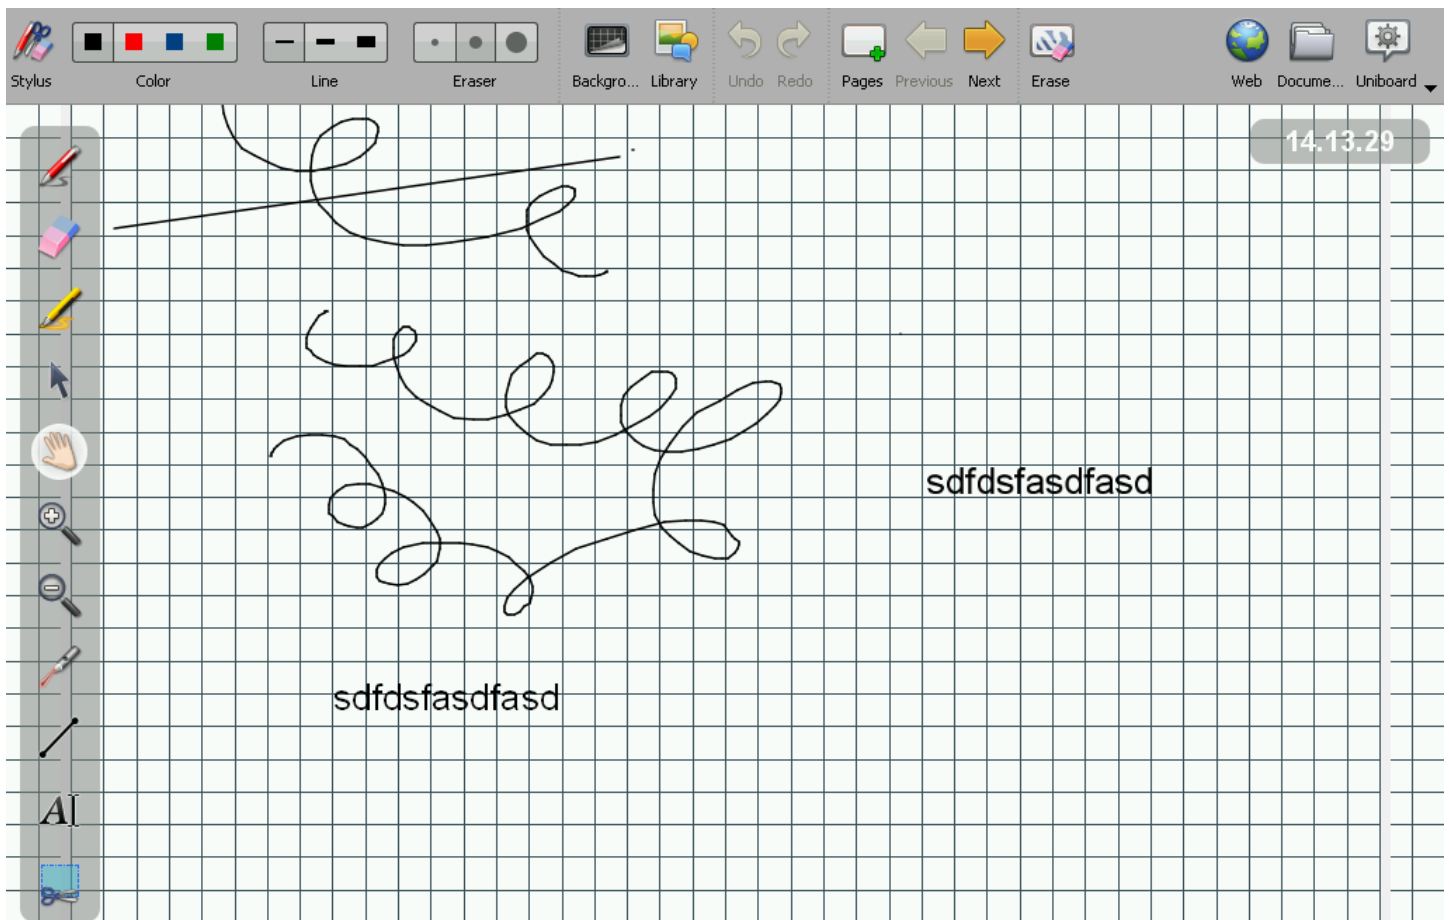 Stylus Color Line Eraser Backgro... Library Undo Redo Pages Previous Next Erase Web Docume... Uniboard
14.13.29
sdfdsfasdfasd
sdfdsfasdfasd